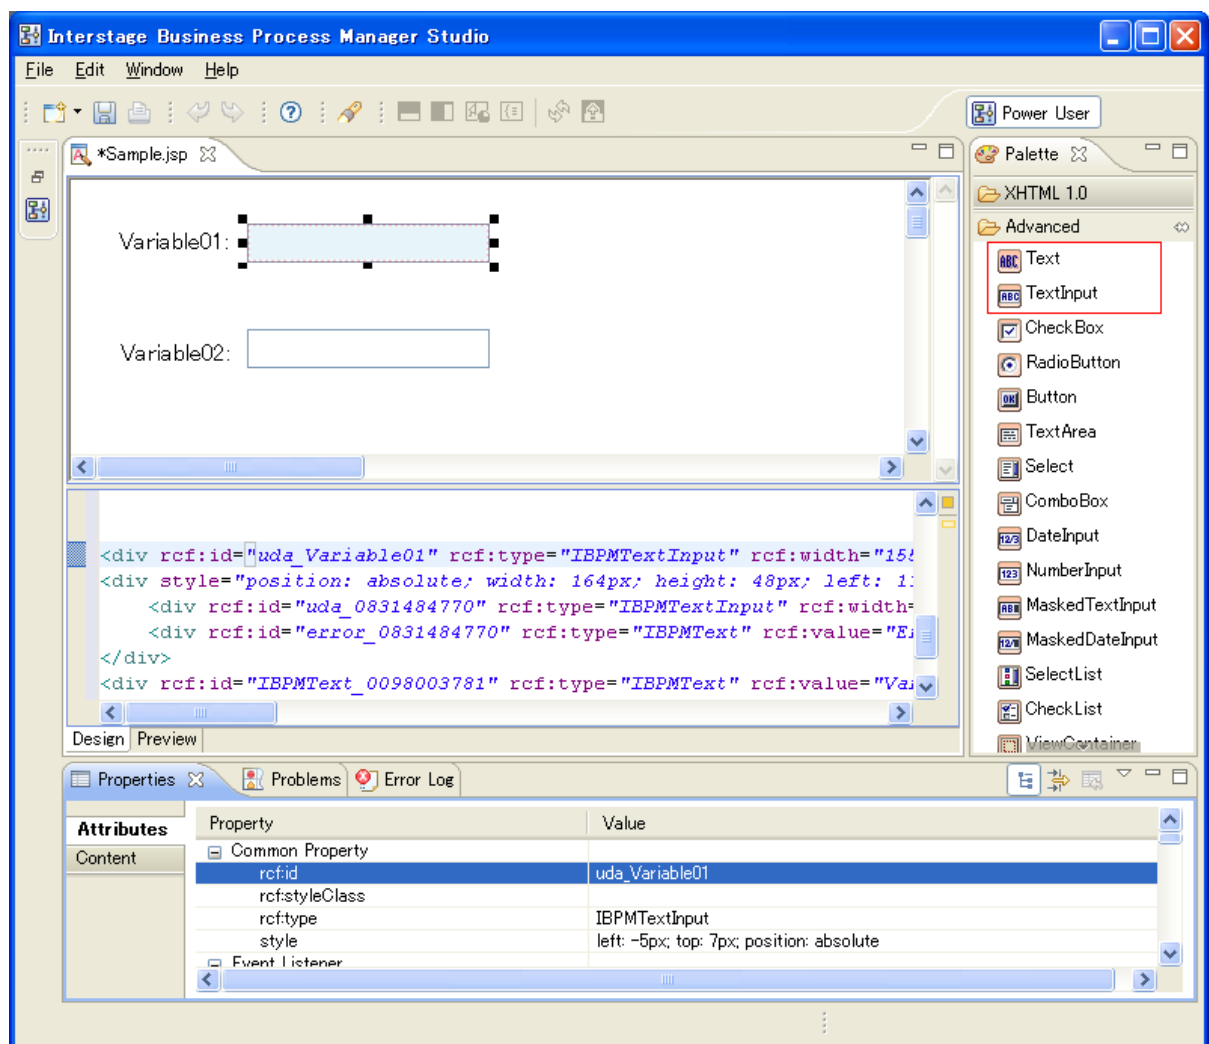 Interstage Business Process Manager Studio
File Edit Window Help
Power User
*Sample.jsp
Palette
XHTML 1.0
Advanced
Text
TextInput
CheckBox
RadioButton
Button
TextArea
Select
ComboBox
DateInput
NumberInput
MaskedTextInput
MaskedDateInput
SelectList
CheckList
ViewContainer
Variable01:
Variable02:
<div rcf:id="uda_Variable01" rcf:type="IBPMTextInput" rcf:width="155
<div style="position: absolute; width: 164px; height: 48px; left: 1
<div rcf:id="uda_0831484770" rcf:type="IBPMTextInput" rcf:width=
<div rcf:id="error_0831484770" rcf:type="IBPMText" rcf:value="E
</div>
<div rcf:id="IBPMText_0098003781" rcf:type="IBPMText" rcf:value="Va
Design Preview
Properties Problems Error Log
Attributes
Content
Property Value
Common Property
rcf:id uda_Variable01
rcf:styleClass
rcf:type IBPMTextInput
style left: -5px; top: 7px; position: absolute
Event Listener